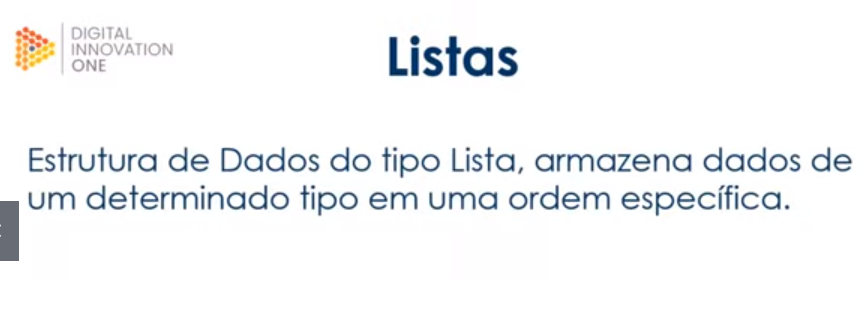 DIGITAL
INNOVATION
ONE
Listas
Estrutura de Dados do tipo Lista, armazena dados de
um determinado tipo em uma ordem específica.